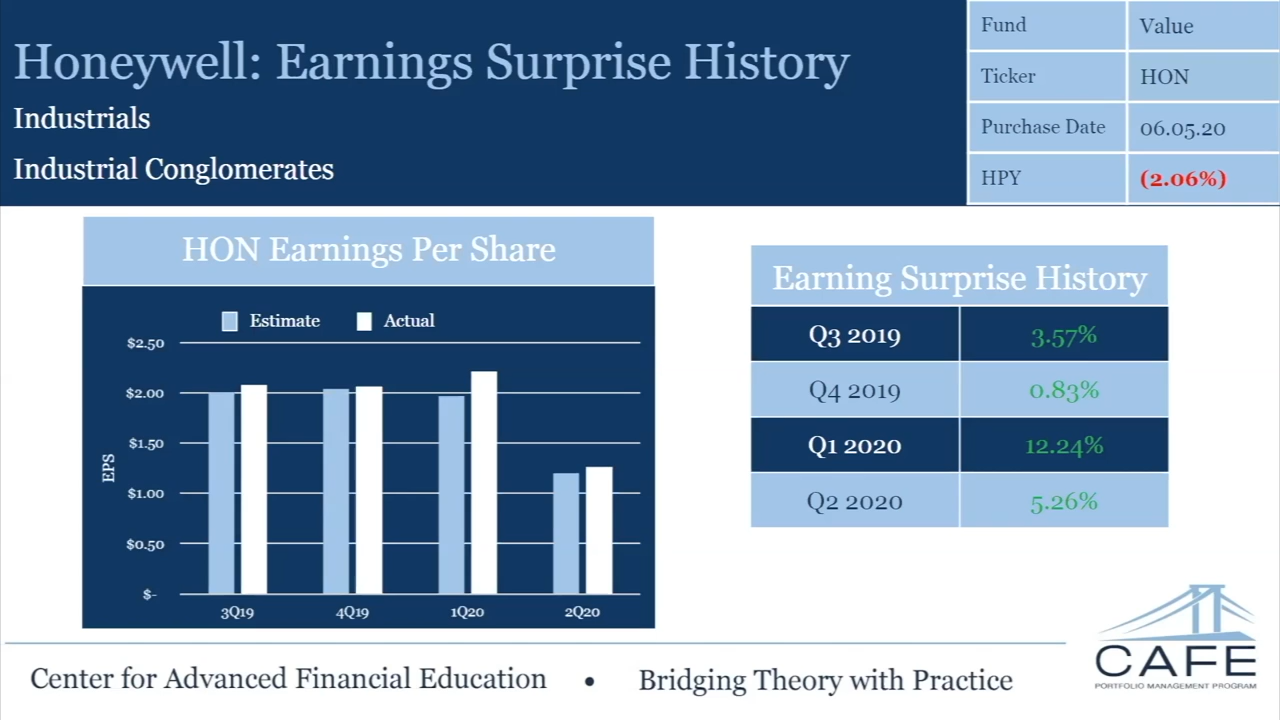 Honeywell: Earnings Surprise History
Industrials
Industrial Conglomerates
Fund Value
Ticker HON
Purchase Date 06.05.20
HPY (2.06%)
HON Earnings Per Share
Estimate Actual
$2.50
$2.00
$1.50
$1.00
$0.50
$-
EPS
3Q19 4Q19 1Q20 2Q20
Earning Surprise History
Q3 2019 3.57%
Q4 2019 0.83%
Q1 2020 12.24%
Q2 2020 5.26%
Center for Advanced Financial Education • Bridging Theory with Practice
CAFE
PORTFOLIO MANAGEMENT PROGRAM